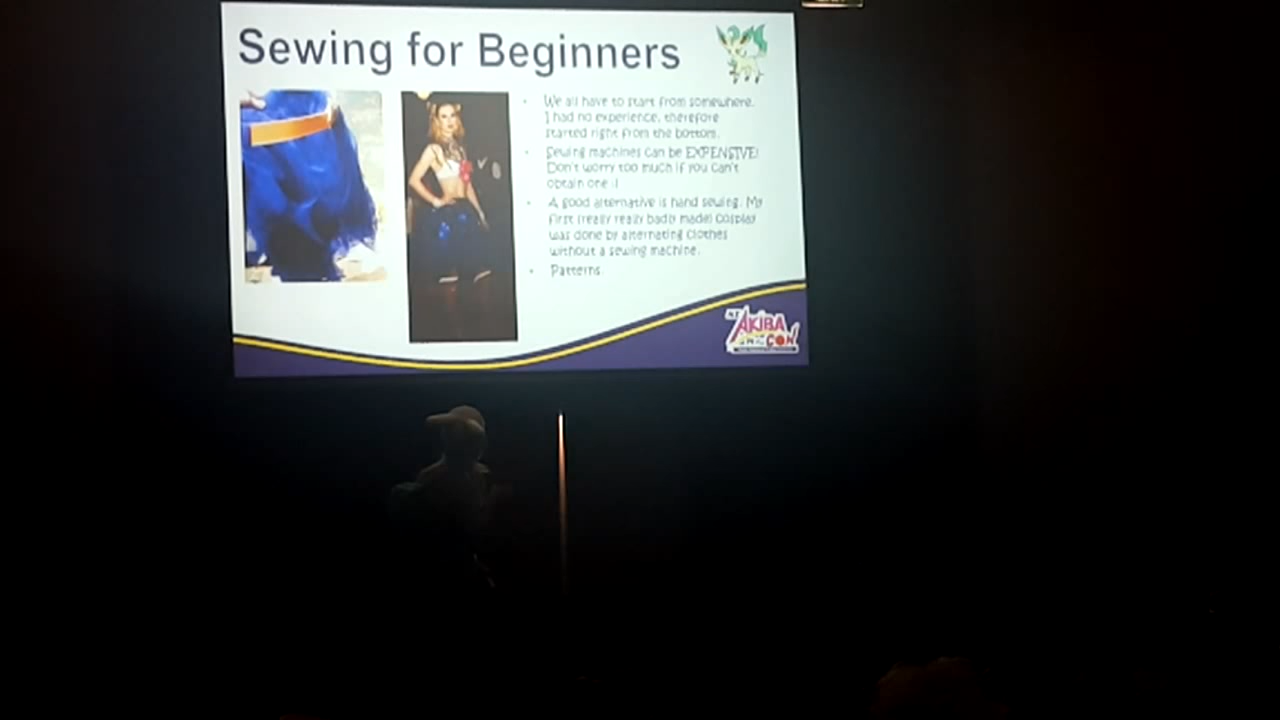 Sewing for Beginners
We all have to start from somewhere.
I had no experience, therefore
started right from the bottom.
Sewing machines can be EXPENSIVE!
Don't worry too much if you can't
obtain one :)
A good alternative is hand sewing. My
first (really really badly made) cosplay
was done by alternating clothes
without a sewing machine.
Patterns.
AKIBA
CON!